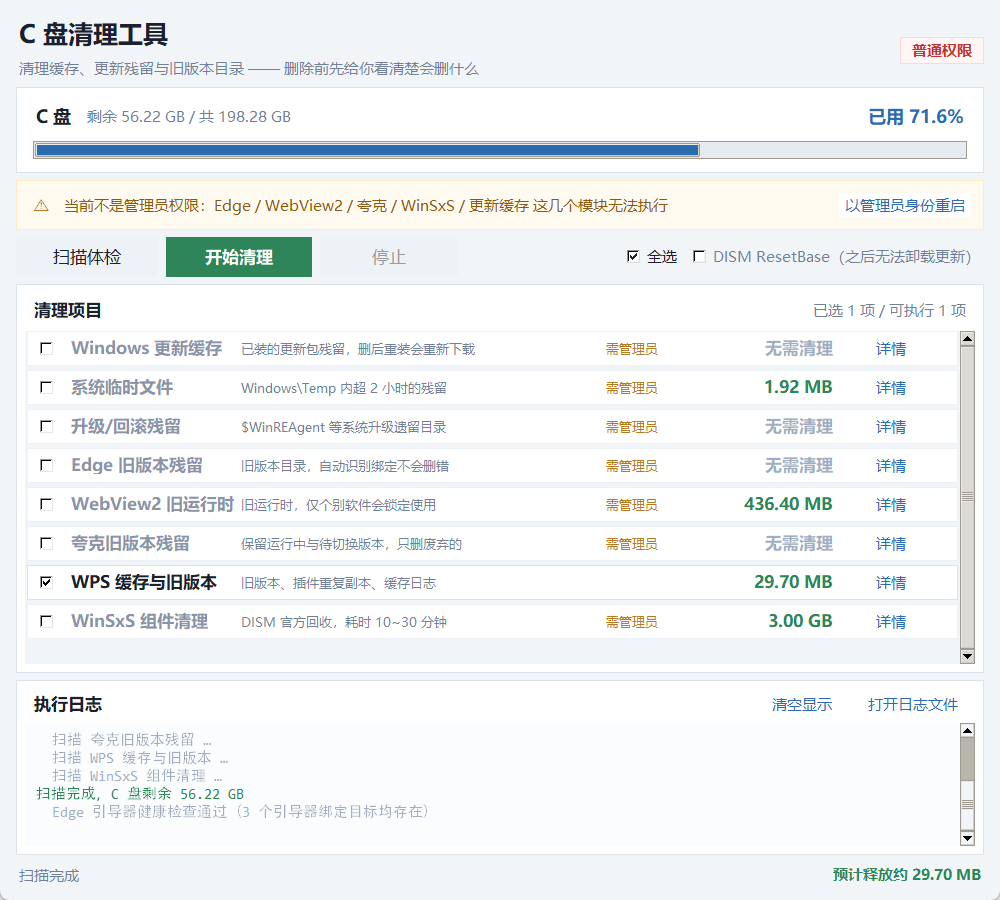 C 盘清理工具
清理缓存、更新残留与旧版本目录 —— 删除前先给你看清楚会删什么
普通权限
C 盘 剩余 56.22 GB / 共 198.28 GB 已用 71.6%
⚠ 当前不是管理员权限：Edge / WebView2 / 夸克 / WinSxS / 更新缓存 这几个模块无法执行 以管理员身份重启
扫描体检 开始清理 停止 全选 DISM ResetBase（之后无法卸载更新）
清理项目 已选 1 项 / 可执行 1 项
Windows 更新缓存 已装的更新包残留，删后重装会重新下载 需管理员 无需清理 详情
系统临时文件 Windows\Temp 内超 2 小时的残留 需管理员 1.92 MB 详情
升级/回滚残留 $WinREAgent 等系统升级遗留目录 需管理员 无需清理 详情
Edge 旧版本残留 旧版本目录，自动识别绑定不会删错 需管理员 无需清理 详情
WebView2 旧运行时 旧运行时，仅个别软件会锁定使用 需管理员 436.40 MB 详情
夸克旧版本残留 保留运行中与待切换版本，只删废弃的 需管理员 无需清理 详情
WPS 缓存与旧版本 旧版本、插件重复副本、缓存日志 29.70 MB 详情
WinSxS 组件清理 DISM 官方回收，耗时 10~30 分钟 需管理员 3.00 GB 详情
执行日志 清空显示 打开日志文件
扫描 夸克旧版本残留 …
扫描 WPS 缓存与旧版本 …
扫描 WinSxS 组件清理 …
扫描完成，C 盘剩余 56.22 GB
Edge 引导器健康检查通过（3 个引导器绑定目标均存在）
扫描完成 预计释放约 29.70 MB